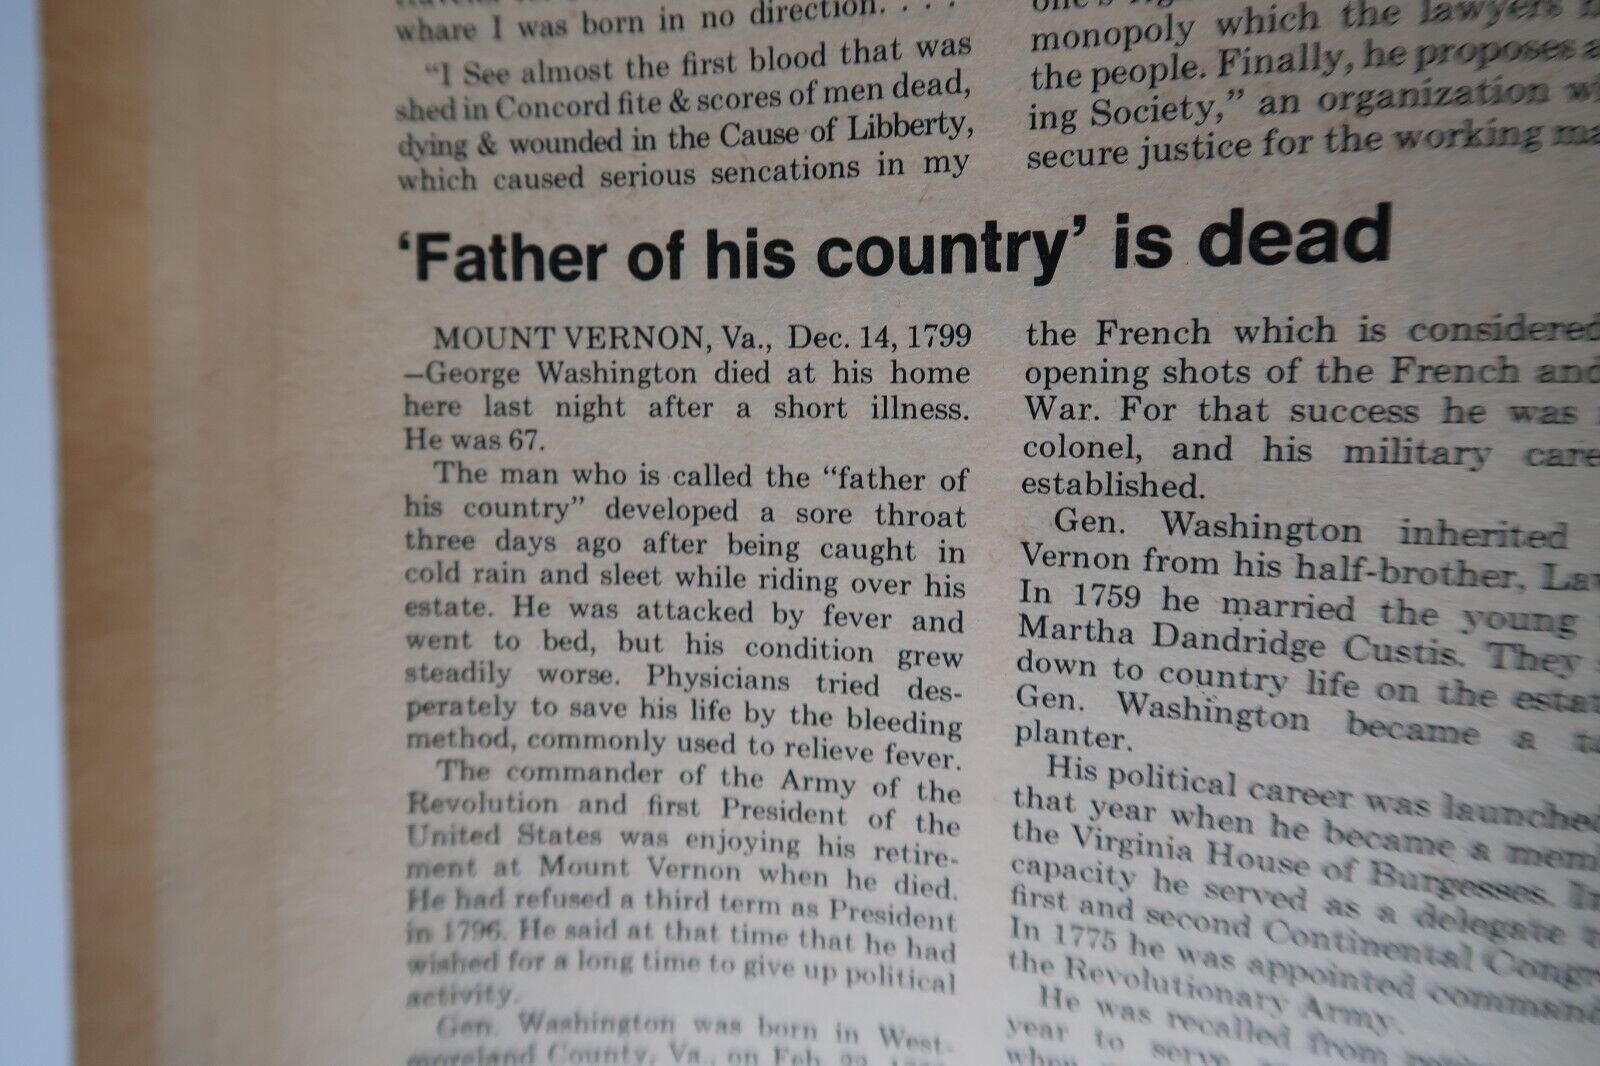 whare I was born in no direction. . . .
"I See almost the first blood that was
shed in Concord fite & scores of men dead,
dying & wounded in the Cause of Libberty,
which caused serious sencations in my
monopoly which the lawyers
the people. Finally, he proposes
ing Society," an organization
secure justice for the working
'Father of his country' is dead
MOUNT VERNON, Va., Dec. 14, 1799
—George Washington died at his home
here last night after a short illness.
He was 67.
The man who is called the "father of
his country" developed a sore throat
three days ago after being caught in
cold rain and sleet while riding over his
estate. He was attacked by fever and
went to bed, but his condition grew
steadily worse. Physicians tried des-
perately to save his life by the bleeding
method, commonly used to relieve fever.
The commander of the Army of the
Revolution and first President of the
United States was enjoying his retire-
ment at Mount Vernon when he died.
He had refused a third term as President
in 1796. He said at that time that he had
wished for a long time to give up political
activity.
Gen. Washington was born in West-
moreland County, Va., on Feb. 22,
the French which is considered
opening shots of the French and
War. For that success he was
colonel, and his military
established.
Gen. Washington inherited
Vernon from his half-brother,
In 1759 he married the young
Martha Dandridge Custis. They
down to country life on the
Gen. Washington became a
planter.
His political career was launched
that year when he became a
the Virginia House of Burgesses.
capacity he served as a delegate
first and second Continental
In 1775 he was appointed
the Revolutionary Army.
He was recalled from
year to serve
when